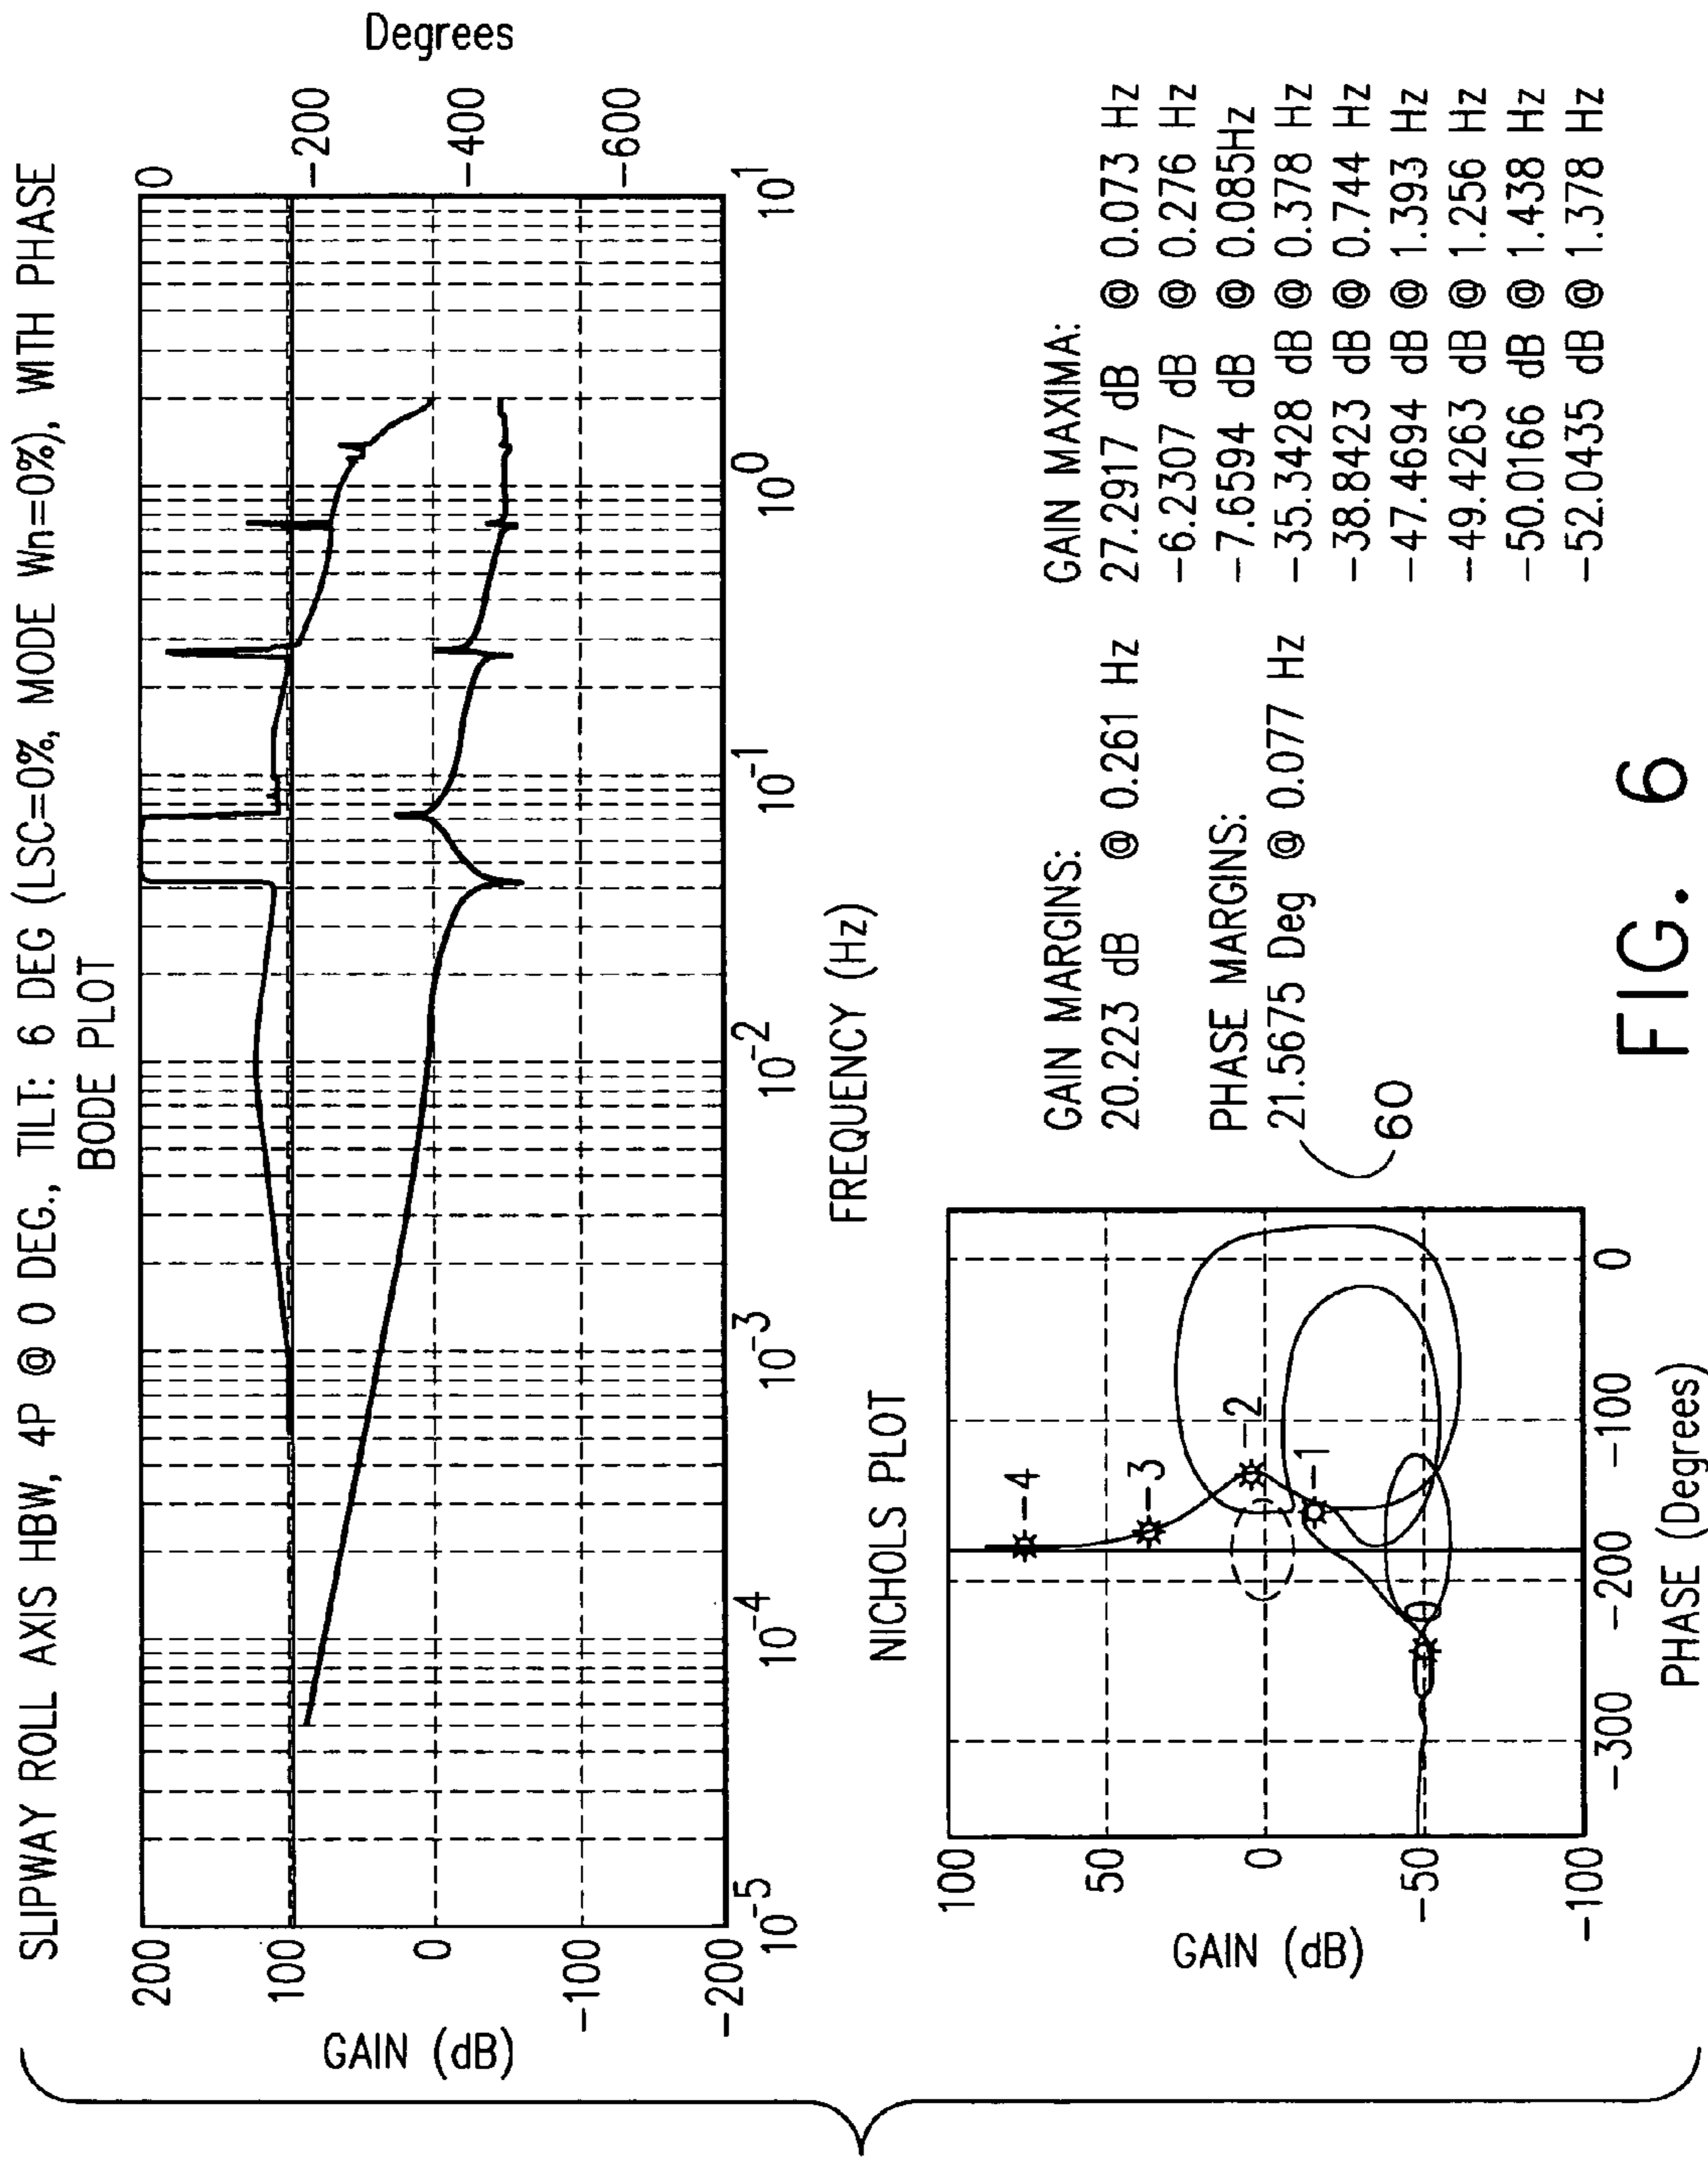 SLIPWAY ROLL AXIS HBW, 4P @ 0 DEG., TILT: 6 DEG (LSC=0%, MODE Wn=0%), WITH PHASE
BODE PLOT
GAIN (dB)
200
100
0
-100
-200
Degrees
0
-200
-400
-600
10-5
10-4
10-3
10-2
10-1
100
101
FREQUENCY (Hz)
NICHOLS PLOT
GAIN (dB)
100
50
0
-50
-100
-4
-3
-2
-1
-300
-200
-100
0
PHASE (Degrees)
GAIN MARGINS:
20.223 dB @ 0.261 Hz
PHASE MARGINS:
21.5675 Deg @ 0.077 Hz
60
GAIN MAXIMA:
27.2917 dB @ 0.073 Hz
-6.2307 dB @ 0.276 Hz
-7.6594 dB @ 0.085Hz
-35.3428 dB @ 0.378 Hz
-38.8423 dB @ 0.744 Hz
-47.4694 dB @ 1.393 Hz
-49.4263 dB @ 1.256 Hz
-50.0166 dB @ 1.438 Hz
-52.0435 dB @ 1.378 Hz
FIG. 6